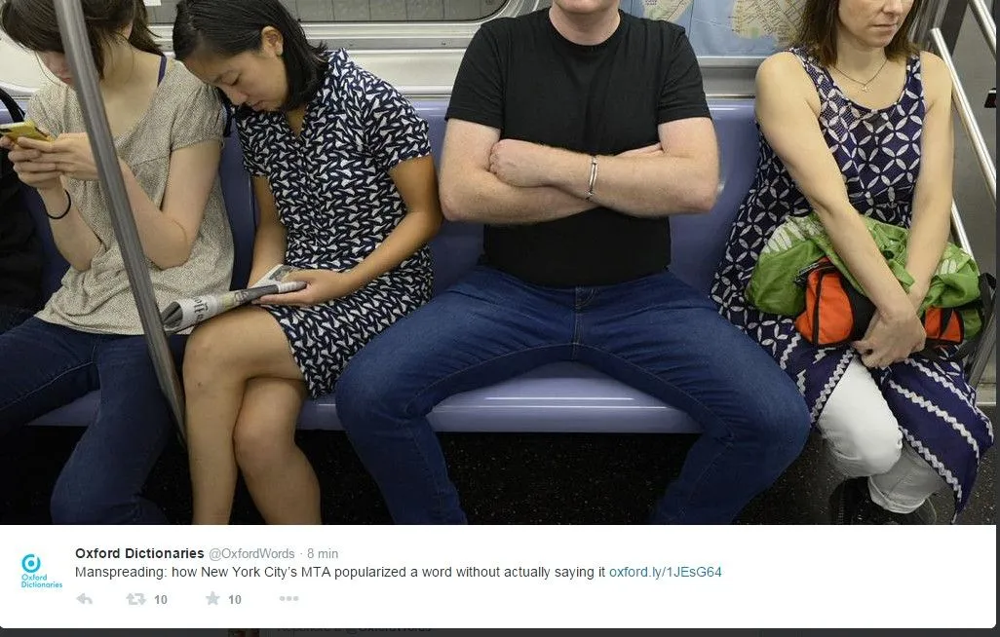 Oxford Dictionaries @OxfordWords · 8 min
Manspreading: how New York City's MTA popularized a word without actually saying it oxford.ly/1JEsG64
Oxford
Dictionaries
10 10